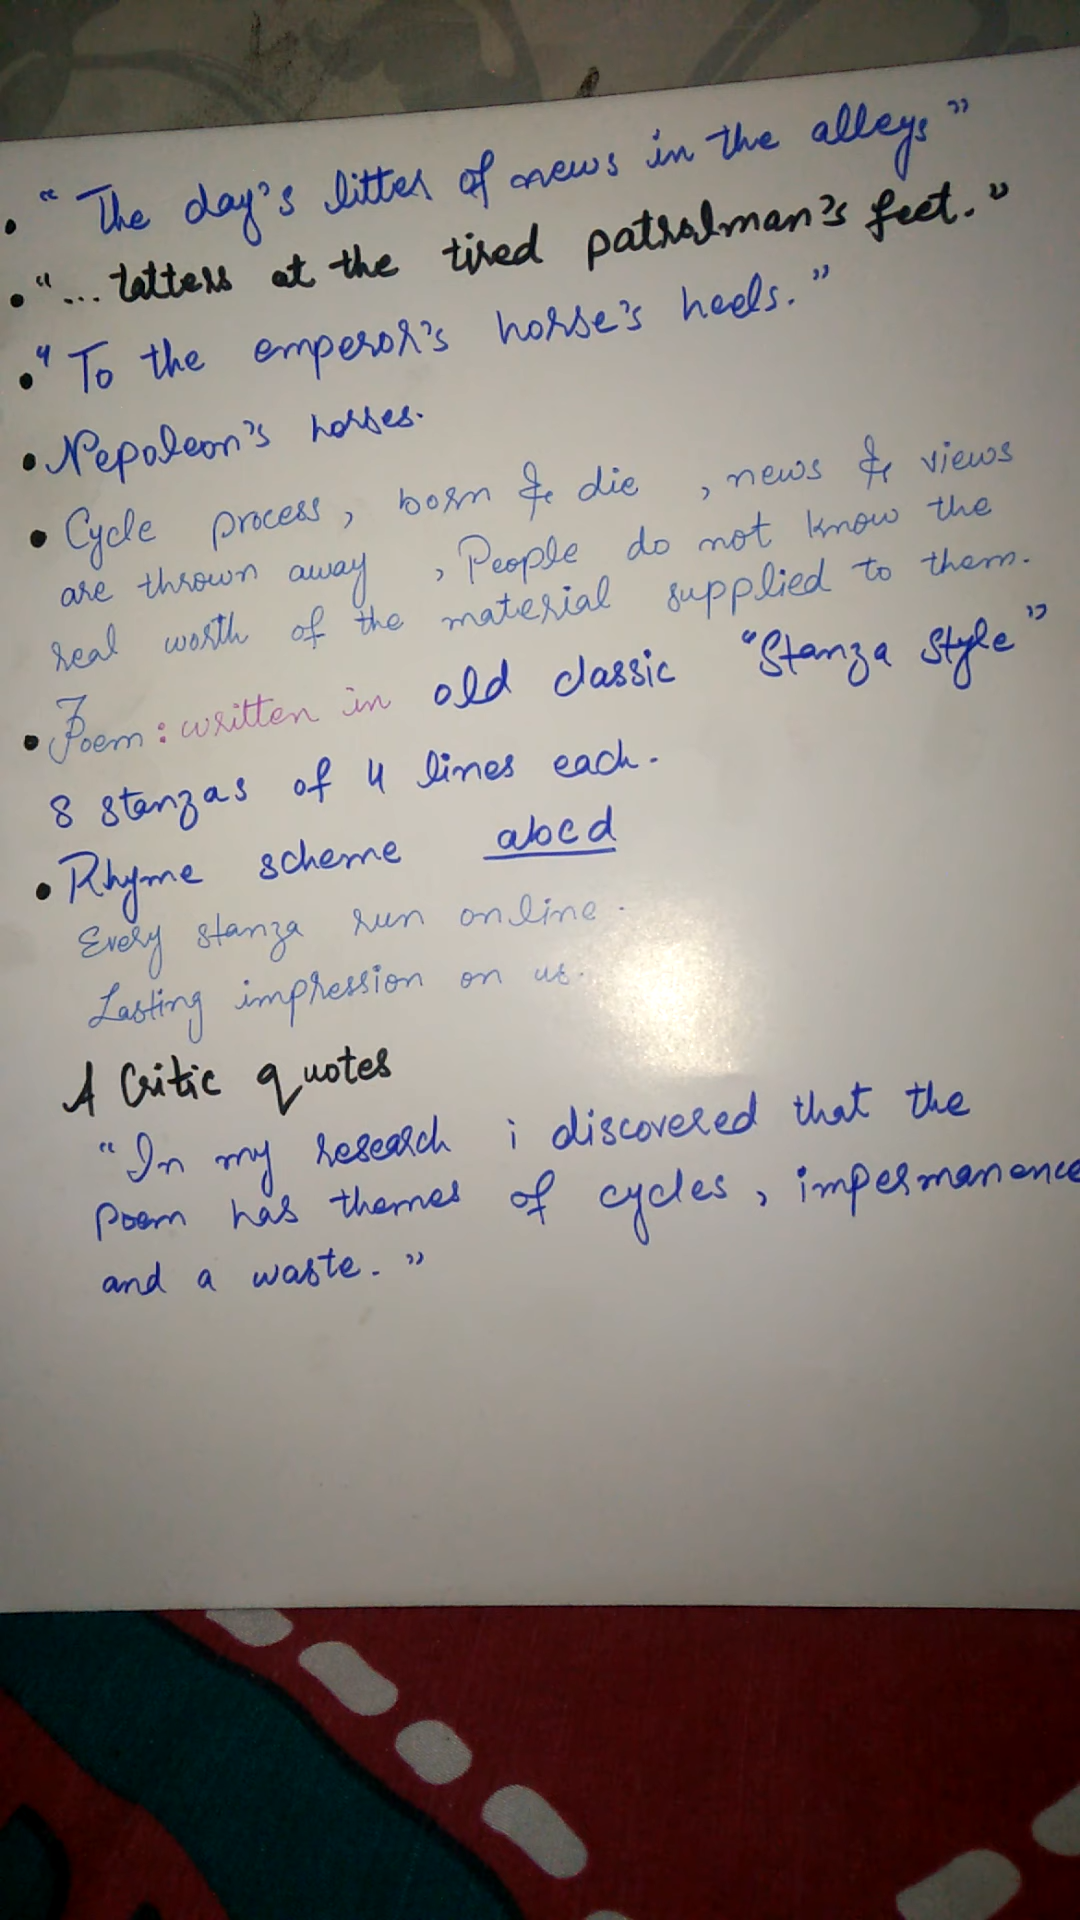 • "The day's litter of news in the alleys"
• "... tatters at the tired patrolman's feet."
• "To the emperor's horse's heels."
• Nepoleon's horses.
• Cycle process, born & die , news & views
are thrown away , People do not know the
real worth of the material supplied to them.
• Poem : written in old classic "Stanza Style"
8 stanzas of 4 lines each.
• Rhyme scheme abcd
Every stanza run on line.
Lasting impression on us.
A Critic quotes
"In my research i discovered that the
Poem has themes of cycles, impermanence
and a waste."